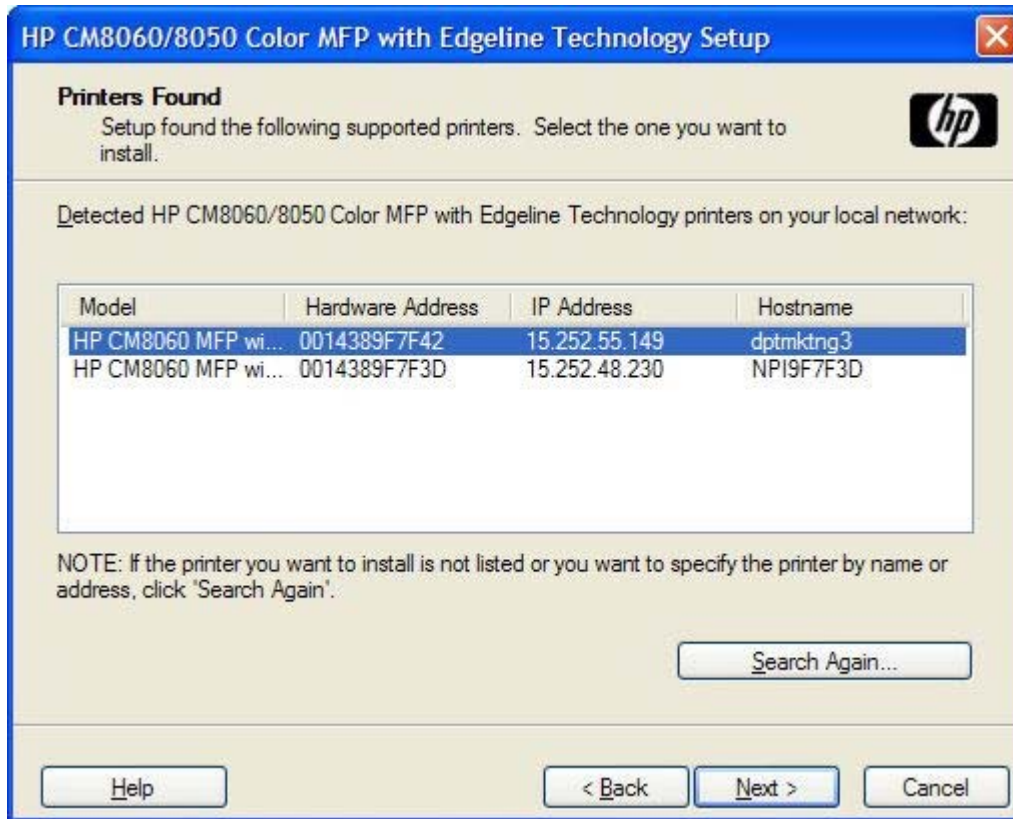 HP CM8060/8050 Color MFP with Edgeline Technology Setup
Printers Found
Setup found the following supported printers. Select the one you want to
install.
hp
Detected HP CM8060/8050 Color MFP with Edgeline Technology printers on your local network:
Model Hardware Address IP Address Hostname
HP CM8060 MFP wi... 0014389F7F42 15.252.55.149 dptmktng3
HP CM8060 MFP wi... 0014389F7F3D 15.252.48.230 NPI9F7F3D
NOTE: If the printer you want to install is not listed or you want to specify the printer by name or
address, click 'Search Again'.
Search Again...
Help < Back Next > Cancel